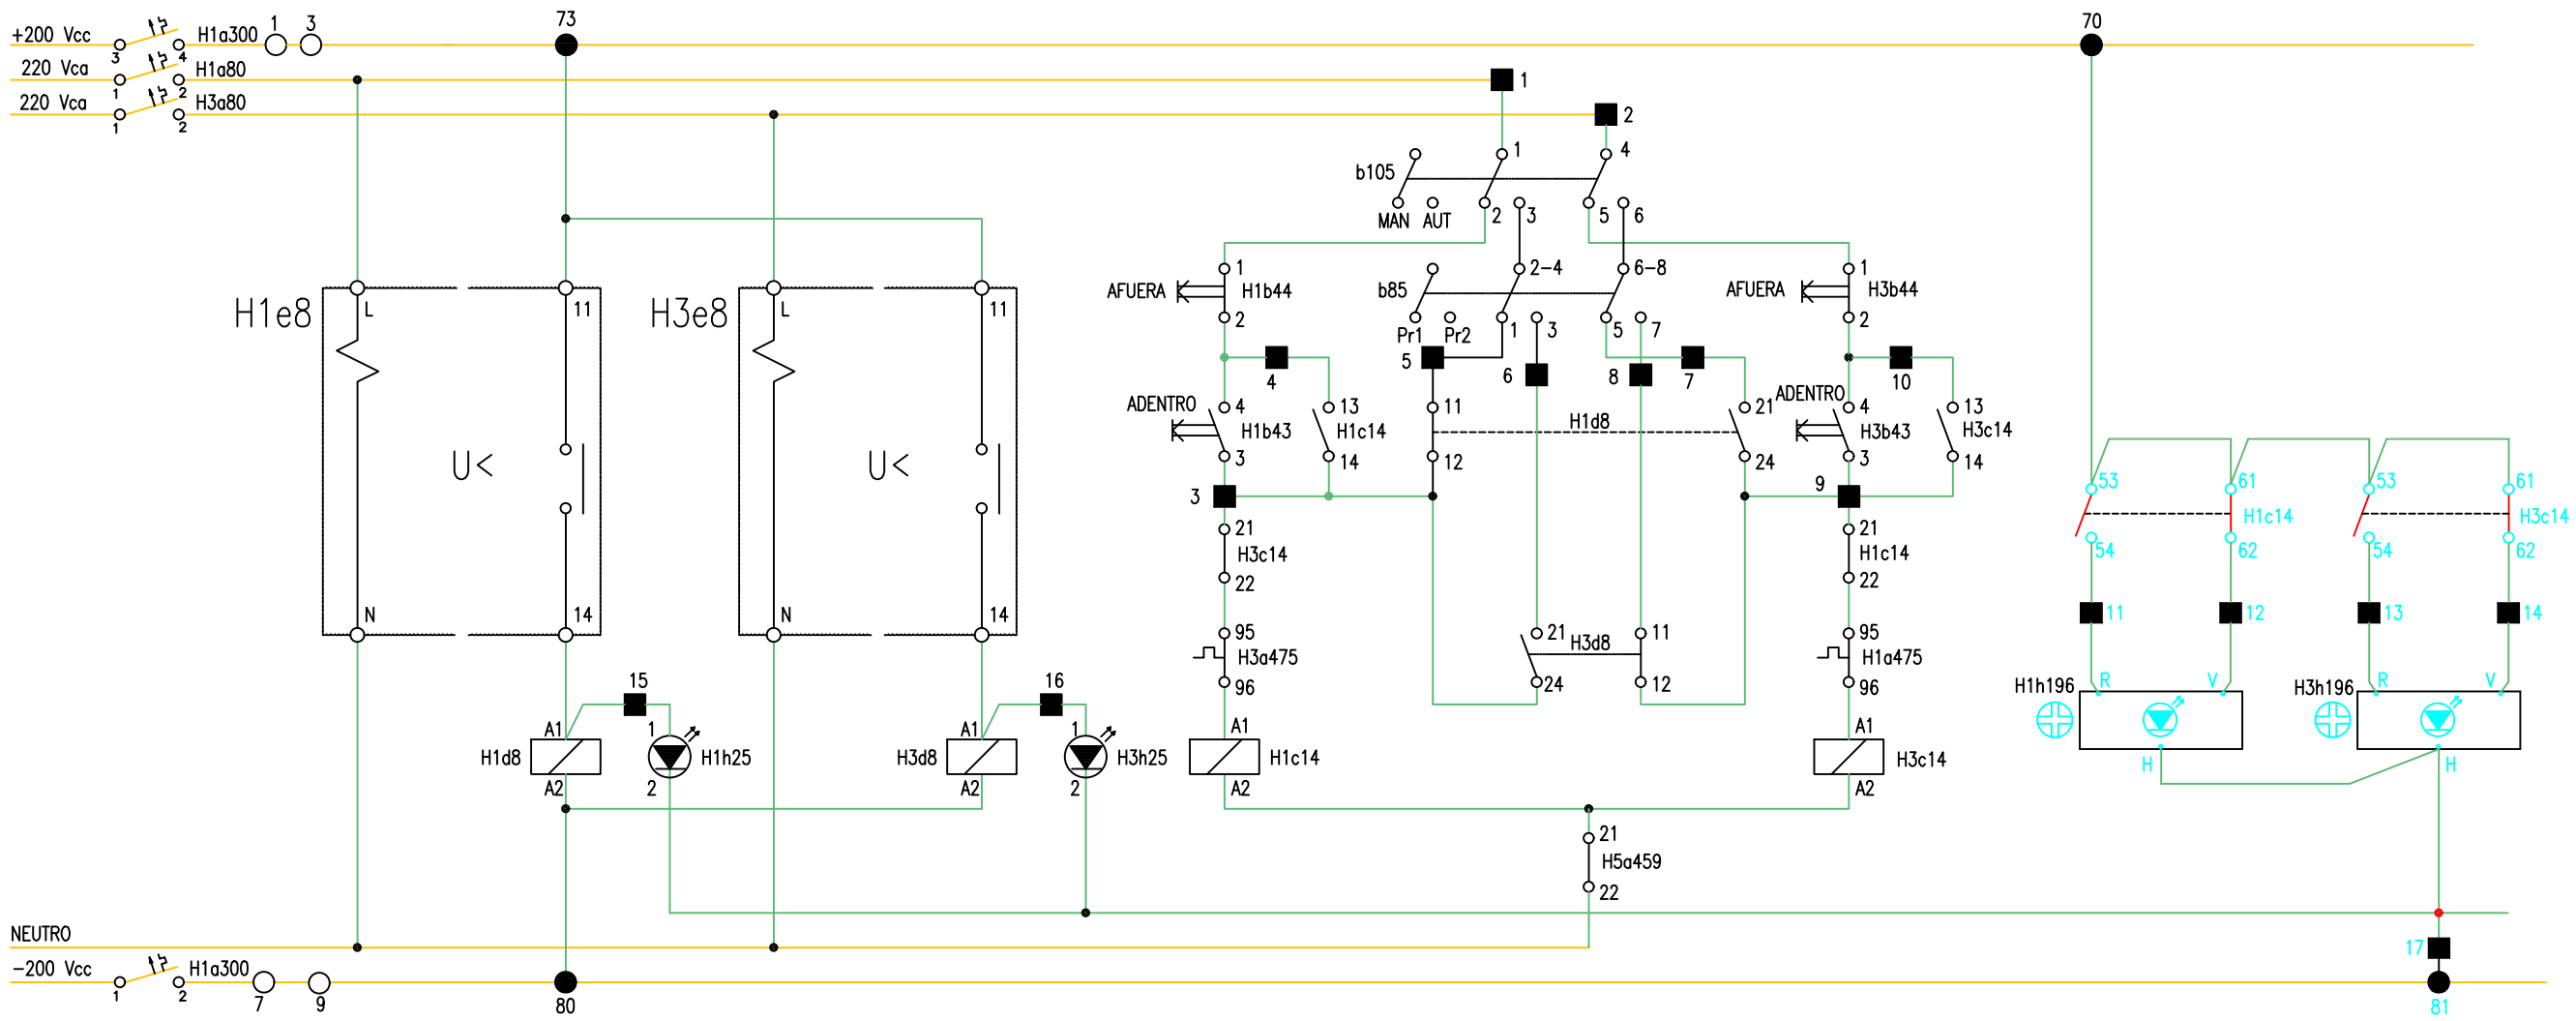 73
70
+200 Vcc
3
4
H1a300
1
3
220 Vca
1
2
H1a80
1
220 Vca
1
2
H3a80
2
b105
1
4
MAN
AUT
2
3
5
6
H1e8
L
11
H3e8
L
11
AFUERA
1
H1b44
2
b85
2-4
6-8
Pr1
Pr2
1
3
5
7
AFUERA
1
H3b44
2
4
5
6
8
7
10
ADENTRO
4
H1b43
3
13
H1c14
14
11
H1d8
21
12
24
ADENTRO
4
H3b43
3
13
H3c14
14
U<
U<
3
9
53
61
H1c14
54
62
53
61
H3c14
54
62
21
H3c14
22
21
H1c14
22
N
14
N
14
11
12
13
14
95
H3a475
96
21
H3d8
11
24
12
95
H1a475
96
15
16
H1h196
R
V
H3h196
R
V
H
H
A1
H1d8
A2
1
H1h25
2
A1
H3d8
A2
1
H3h25
2
A1
H1c14
A2
A1
H3c14
A2
21
H5a459
22
NEUTRO
17
-200 Vcc
1
2
H1a300
7
9
80
81